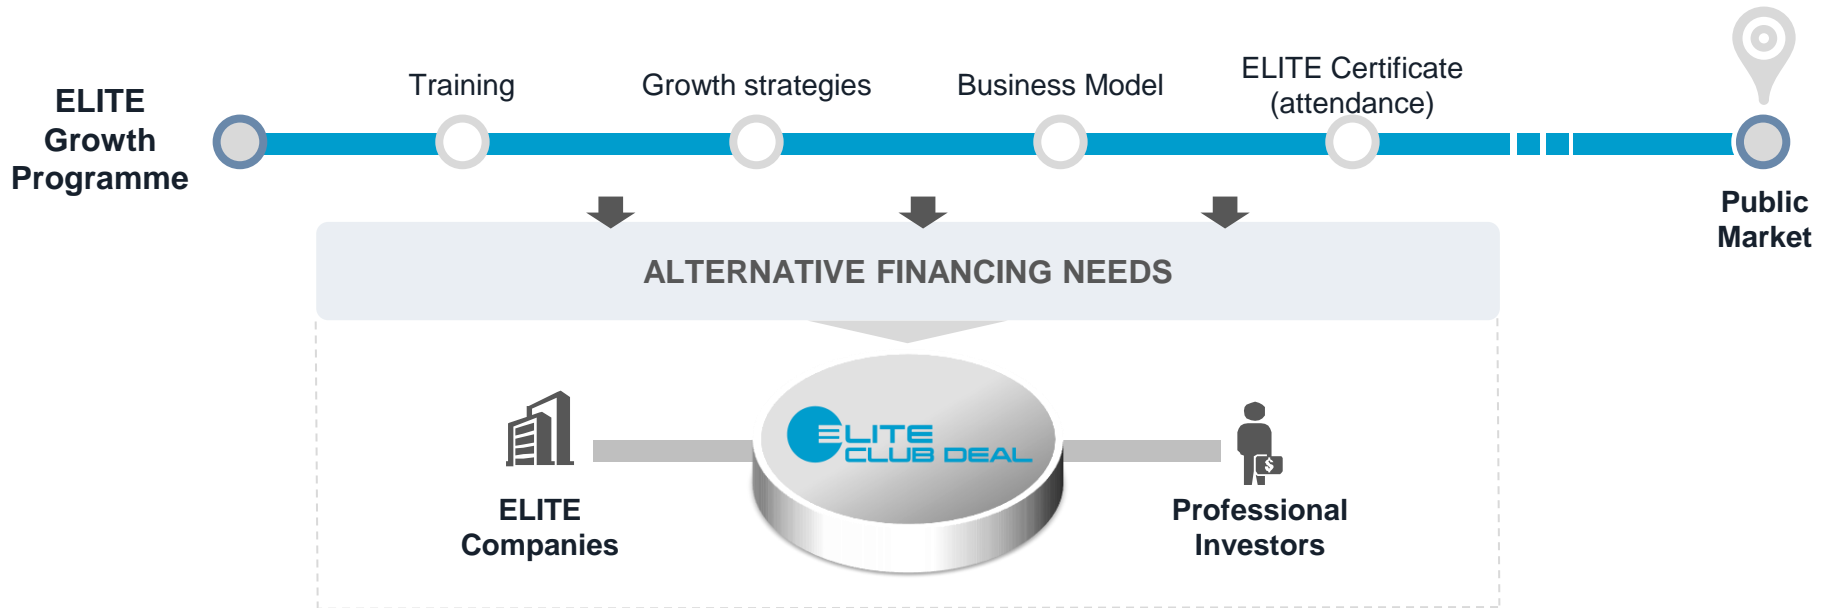 ELITE
Growth
Programme
Training
Growth strategies
Business Model
ELITE Certificate
(attendance)
Public
Market
ALTERNATIVE FINANCING NEEDS
ELITE
CLUB DEAL
$
ELITE
Companies
Professional
Investors